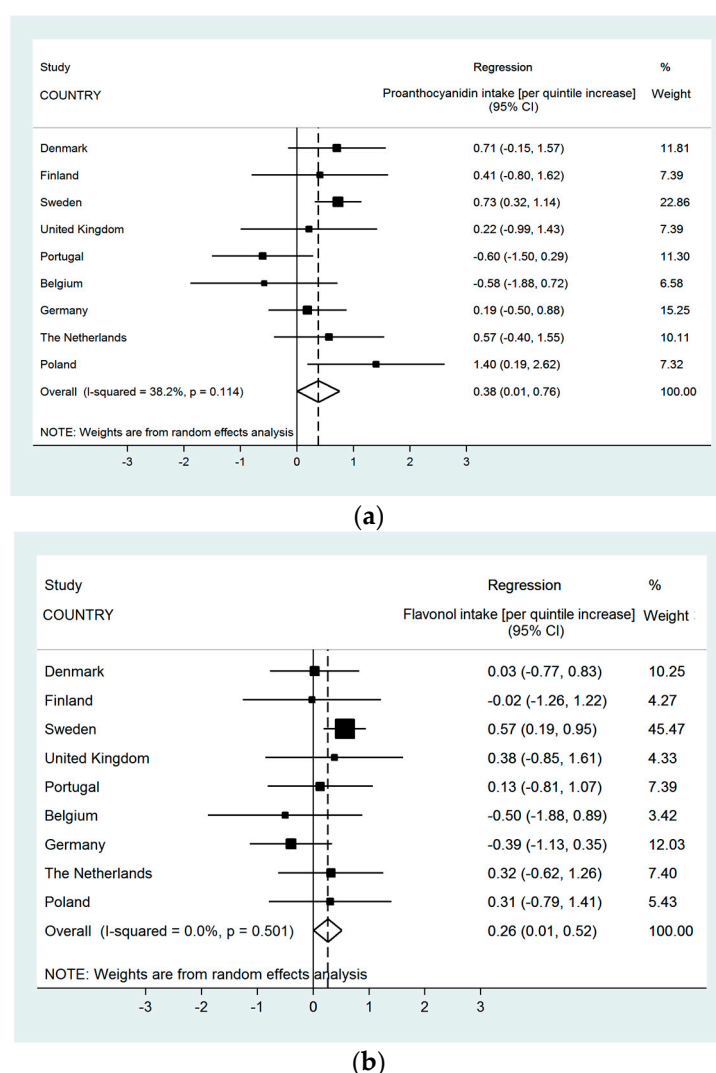 Study Regression %
COUNTRY Proanthocyanidin intake [per quintile increase] Weight
(95% CI)
Denmark 0.71 (-0.15, 1.57) 11.81
Finland 0.41 (-0.80, 1.62) 7.39
Sweden 0.73 (0.32, 1.14) 22.86
United Kingdom 0.22 (-0.99, 1.43) 7.39
Portugal -0.60 (-1.50, 0.29) 11.30
Belgium -0.58 (-1.88, 0.72) 6.58
Germany 0.19 (-0.50, 0.88) 15.25
The Netherlands 0.57 (-0.40, 1.55) 10.11
Poland 1.40 (0.19, 2.62) 7.32
Overall (I-squared = 38.2%, p = 0.114) 0.38 (0.01, 0.76) 100.00
NOTE: Weights are from random effects analysis
-3 -2 -1 0 1 2 3
(a)
Study Regression %
COUNTRY Flavonol intake [per quintile increase] Weight
(95% CI)
Denmark 0.03 (-0.77, 0.83) 10.25
Finland -0.02 (-1.26, 1.22) 4.27
Sweden 0.57 (0.19, 0.95) 45.47
United Kingdom 0.38 (-0.85, 1.61) 4.33
Portugal 0.13 (-0.81, 1.07) 7.39
Belgium -0.50 (-1.88, 0.89) 3.42
Germany -0.39 (-1.13, 0.35) 12.03
The Netherlands 0.32 (-0.62, 1.26) 7.40
Poland 0.31 (-0.79, 1.41) 5.43
Overall (I-squared = 0.0%, p = 0.501) 0.26 (0.01, 0.52) 100.00
NOTE: Weights are from random effects analysis
-3 -2 -1 0 1 2 3
(b)